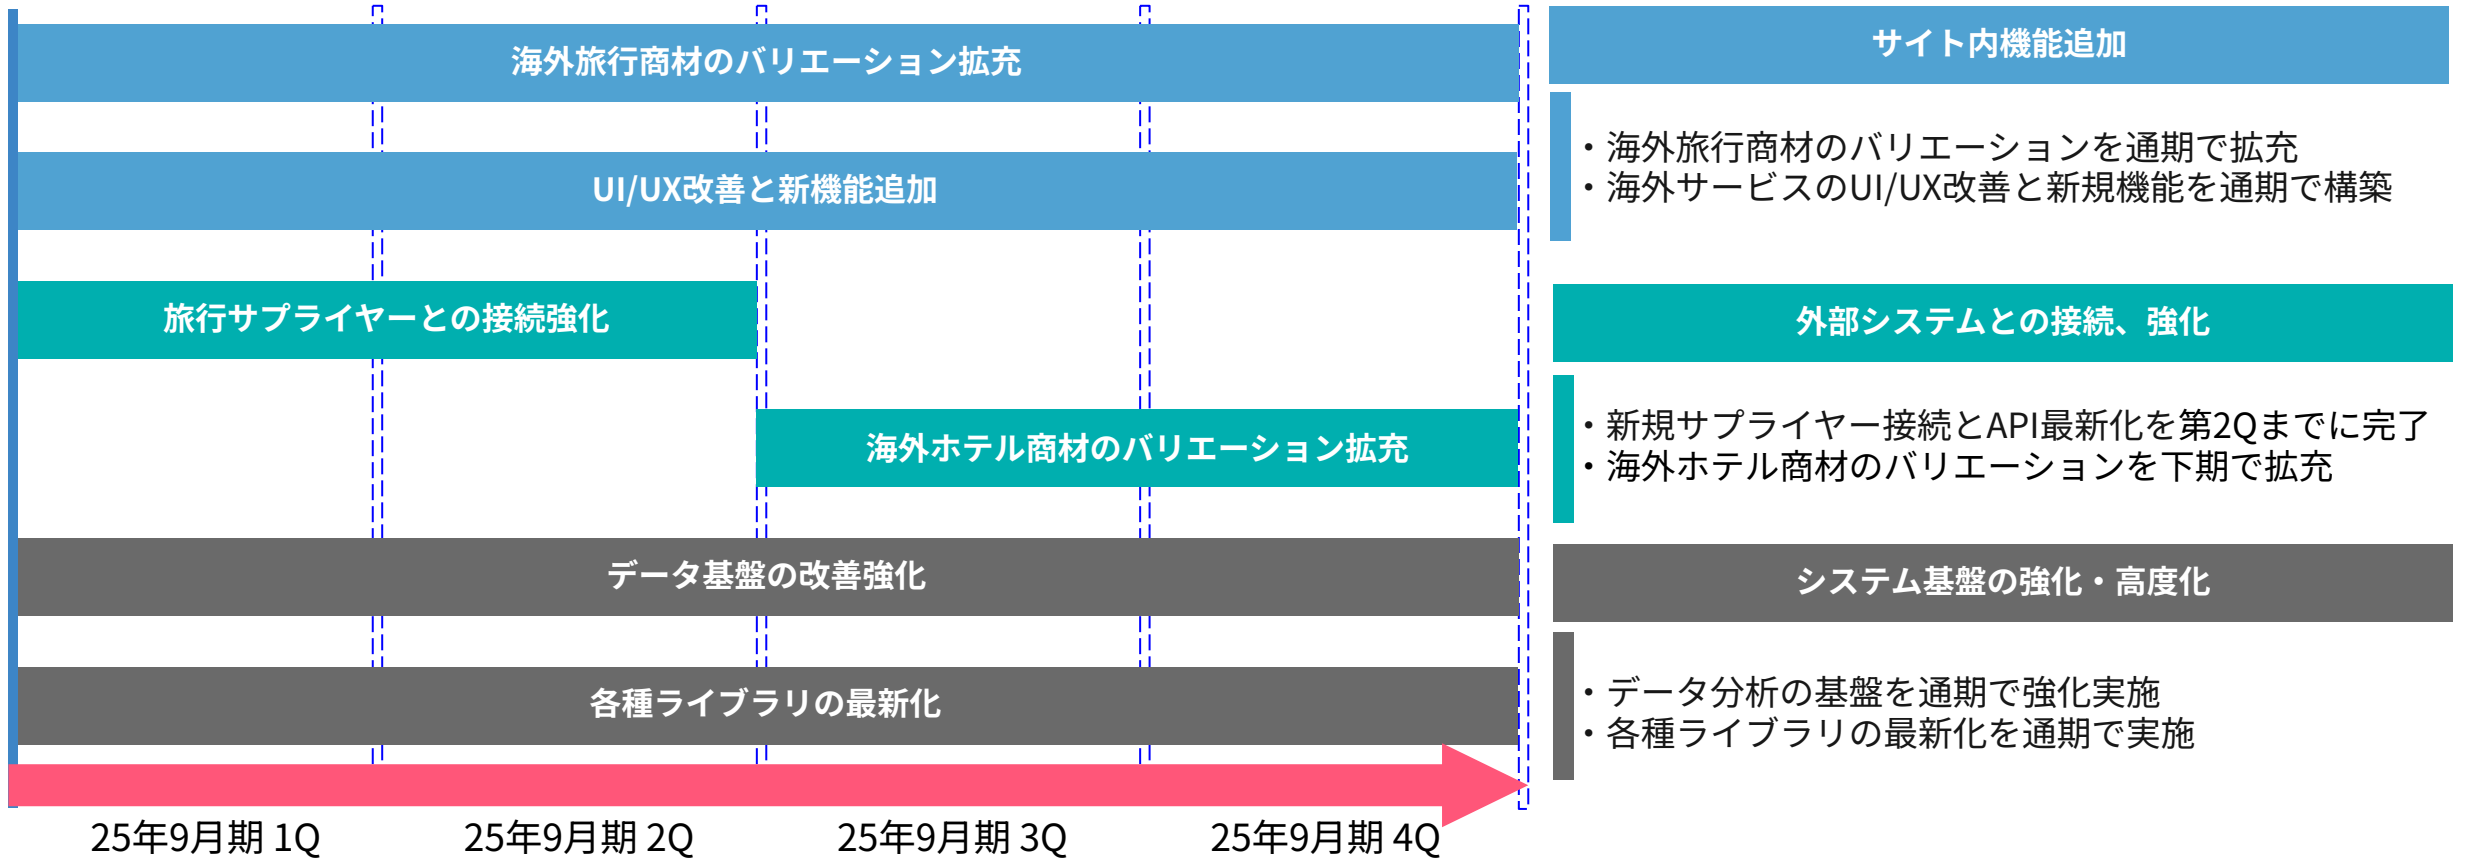 海外旅行商材のバリエーション拡充
UI/UX改善と新機能追加
旅行サプライヤーとの接続強化
海外ホテル商材のバリエーション拡充
データ基盤の改善強化
各種ライブラリの最新化
25年9月期 1Q
25年9月期 2Q
25年9月期 3Q
25年9月期 4Q
サイト内機能追加
・海外旅行商材のバリエーションを通期で拡充
・海外サービスのUI/UX改善と新規機能を通期で構築
外部システムとの接続、強化
・新規サプライヤー接続とAPI最新化を第2Qまでに完了
・海外ホテル商材のバリエーションを下期で拡充
システム基盤の強化・高度化
・データ分析の基盤を通期で強化実施
・各種ライブラリの最新化を通期で実施